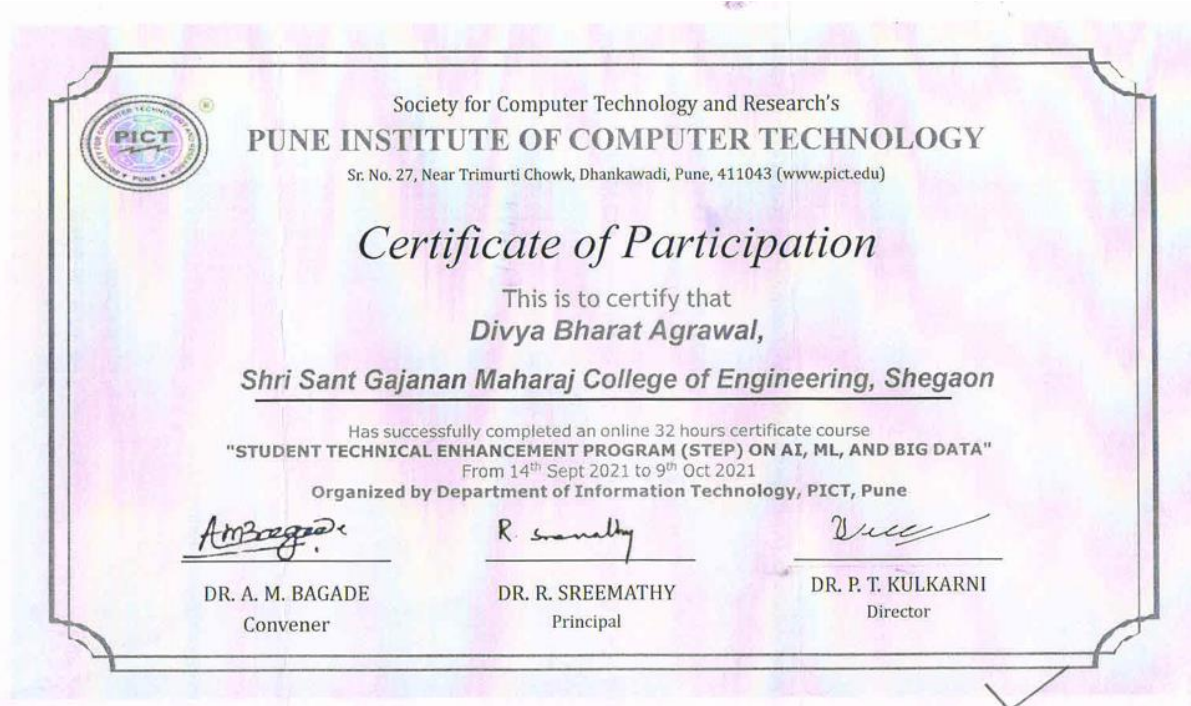 Society for Computer Technology and Research's
PUNE INSTITUTE OF COMPUTER TECHNOLOGY
Sr. No. 27, Near Trimurti Chowk, Dhankawadi, Pune, 411043 (www.pict.edu)
PICT
Certificate of Participation
This is to certify that
Divya Bharat Agrawal,
Shri Sant Gajanan Maharaj College of Engineering, Shegaon
Has successfully completed an online 32 hours certificate course
"STUDENT TECHNICAL ENHANCEMENT PROGRAM (STEP) ON AI, ML, AND BIG DATA"
From 14th Sept 2021 to 9th Oct 2021
Organized by Department of Information Technology, PICT, Pune
DR. A. M. BAGADE
Convener
DR. R. SREEMATHY
Principal
DR. P. T. KULKARNI
Director